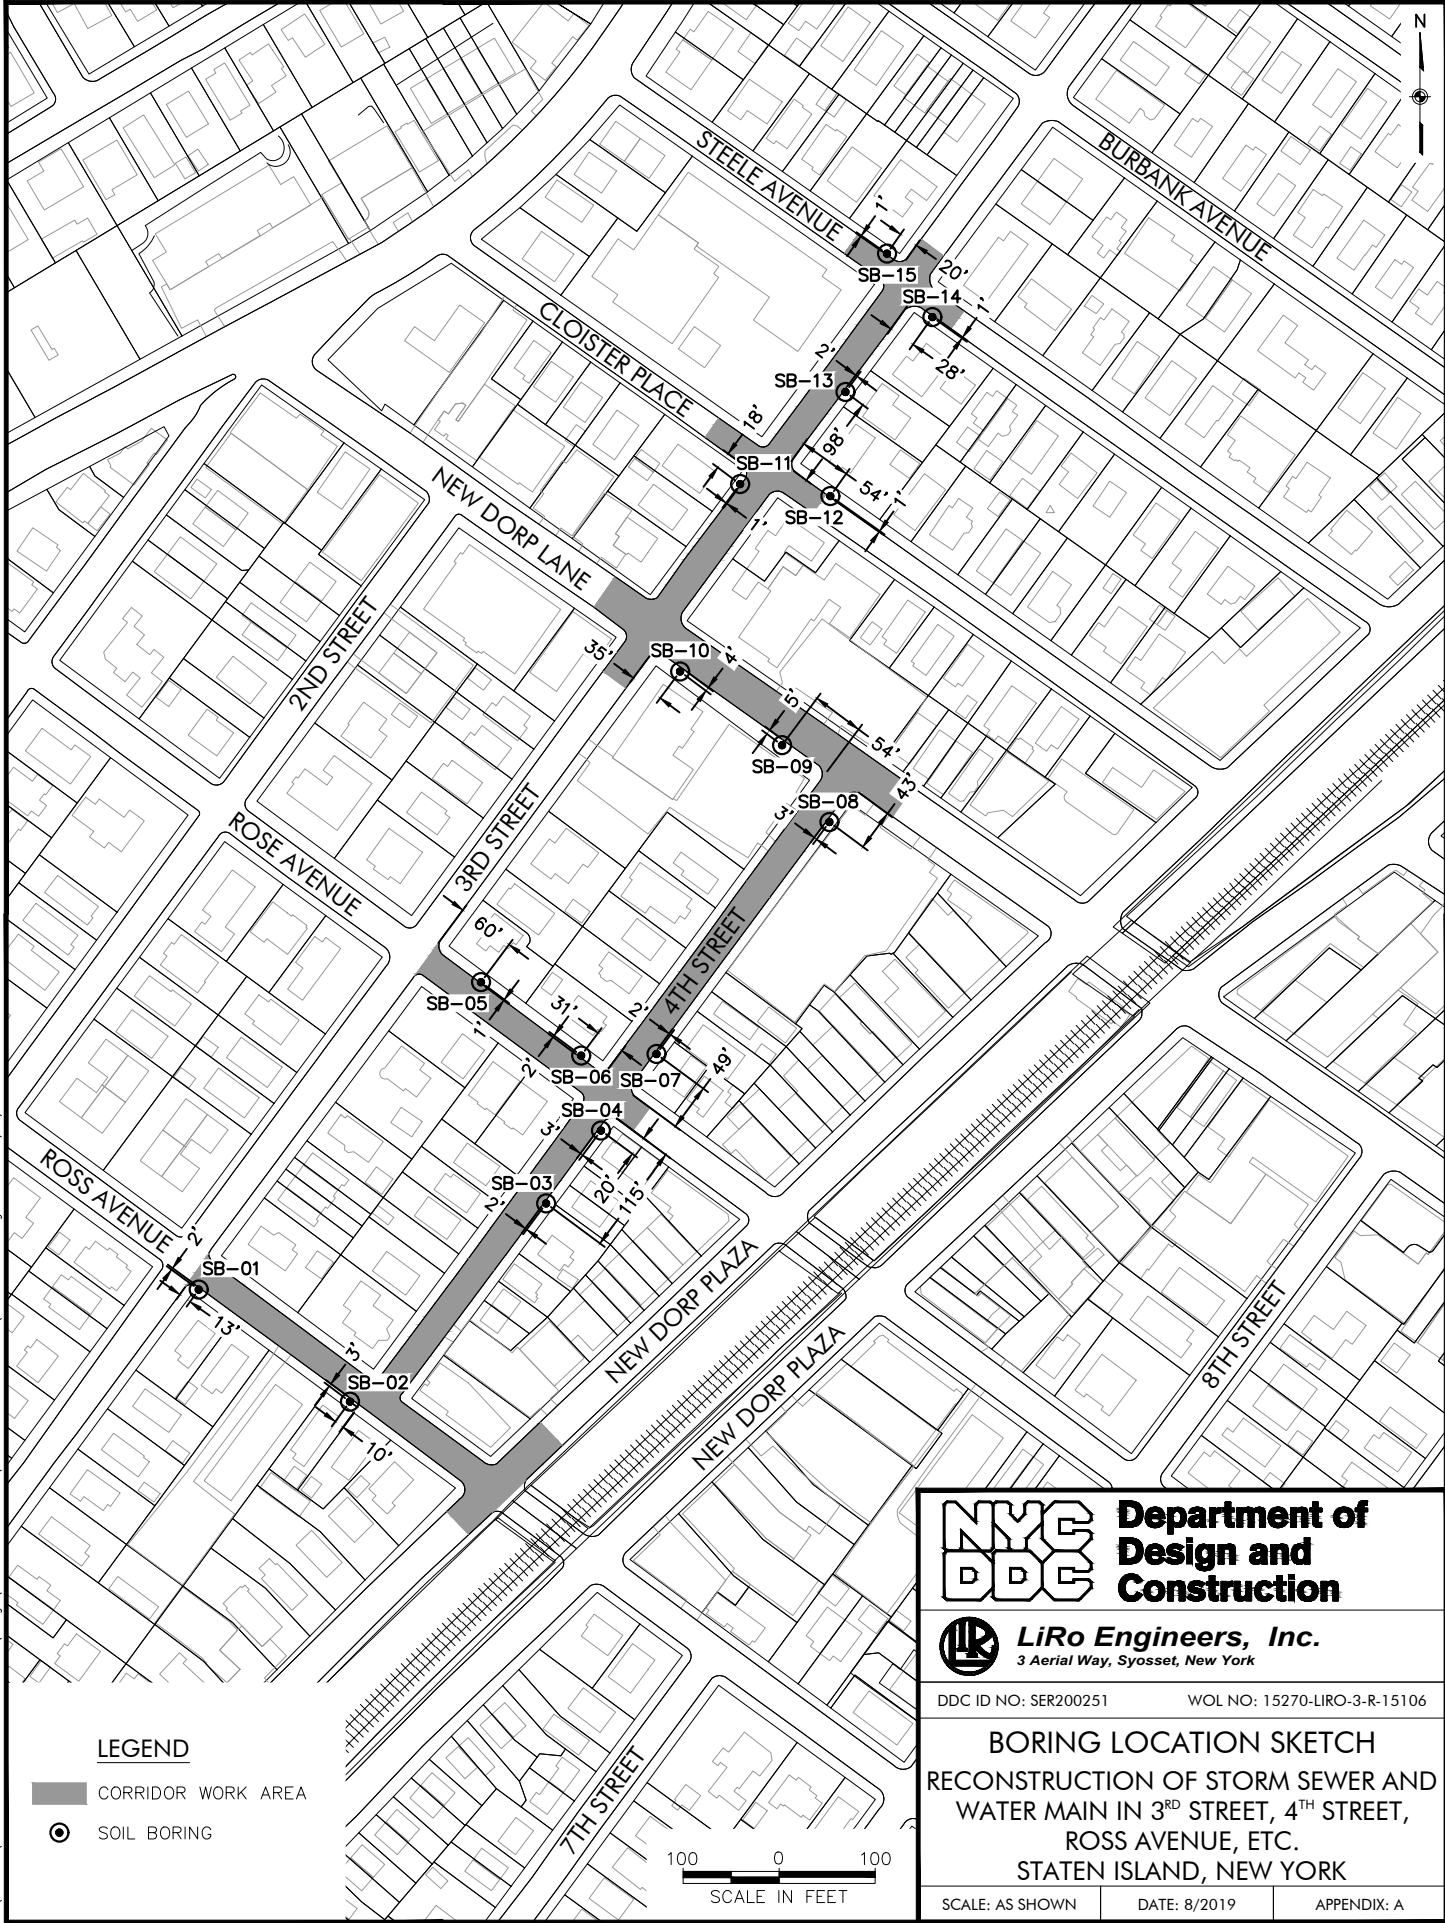 N
STEELE AVENUE
BURBANK AVENUE
1'
SB-15
20'
SB-14
1'
28'
CLOISTER PLACE
2'
SB-13
18'
98'
SB-11
54'
1'
SB-12
1'
NEW DORP LANE
2ND STREET
35'
SB-10
4'
5'
54'
SB-09
43'
SB-08
3'
3RD STREET
ROSE AVENUE
60'
4TH STREET
SB-05
1'
31'
2'
2'
SB-06
SB-07
49'
SB-04
3'
SB-03
20'
115'
2'
ROSS AVENUE
2'
SB-01
13'
3'
SB-02
10'
NEW DORP PLAZA
NEW DORP PLAZA
8TH STREET
7TH STREET
LEGEND
CORRIDOR WORK AREA
SOIL BORING
100 0 100
SCALE IN FEET
NYC
DDC
Department of
Design and
Construction
LiRo Engineers, Inc.
3 Aerial Way, Syosset, New York
DDC ID NO: SER200251 WOL NO: 15270-LIRO-3-R-15106
BORING LOCATION SKETCH
RECONSTRUCTION OF STORM SEWER AND
WATER MAIN IN 3RD STREET, 4TH STREET,
ROSS AVENUE, ETC.
STATEN ISLAND, NEW YORK
SCALE: AS SHOWN DATE: 8/2019 APPENDIX: A